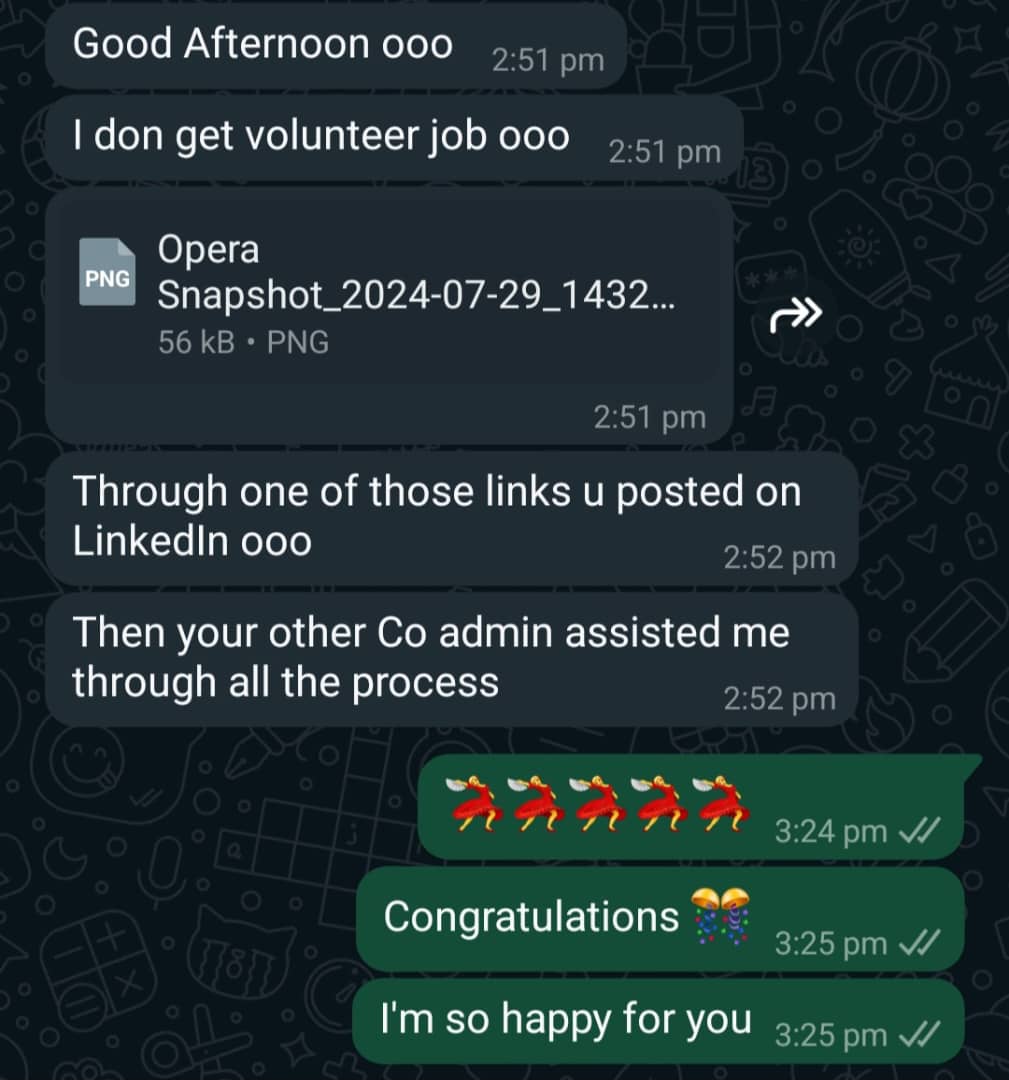 Good Afternoon ooo 2:51 pm
I don get volunteer job ooo 2:51 pm
PNG
Opera
Snapshot_2024-07-29_1432...
56 kB • PNG
2:51 pm
Through one of those links u posted on
LinkedIn ooo
2:52 pm
Then your other Co admin assisted me
through all the process
2:52 pm
💃💃💃💃💃 3:24 pm
Congratulations 🎊 3:25 pm
I'm so happy for you 3:25 pm